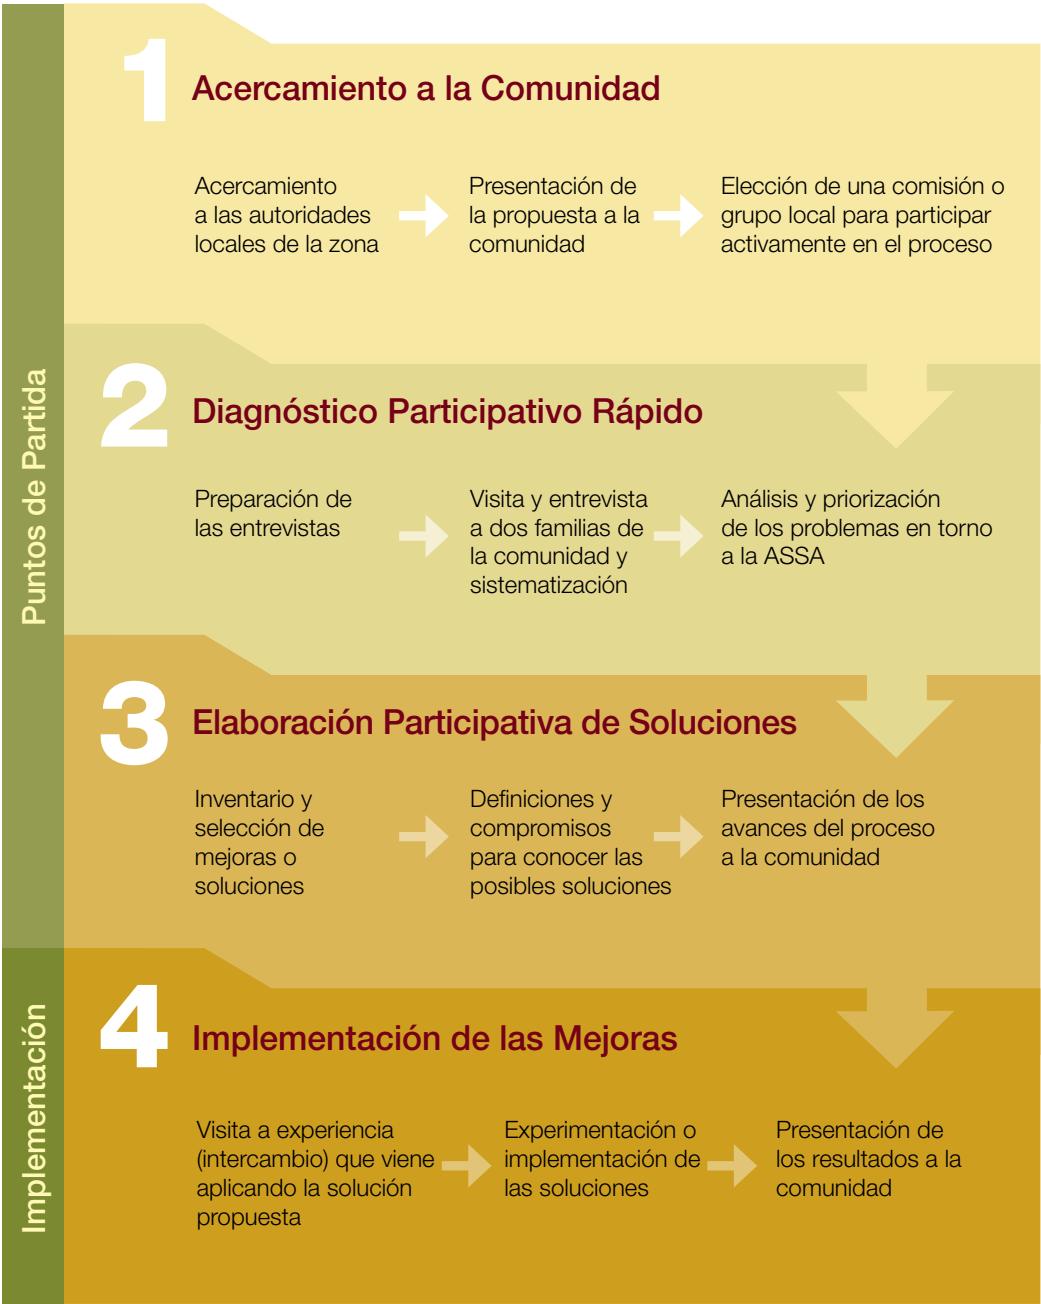 Puntos de Partida
1
Acercamiento a la Comunidad
Acercamiento
a las autoridades
locales de la zona
Presentación de
la propuesta a la
comunidad
Elección de una comisión o
grupo local para participar
activamente en el proceso
2
Diagnóstico Participativo Rápido
Preparación de
las entrevistas
Visita y entrevista
a dos familias de
la comunidad y
sistematización
Análisis y priorización
de los problemas en torno
a la ASSA
3
Elaboración Participativa de Soluciones
Inventario y
selección de
mejoras o
soluciones
Definiciones y
compromisos
para conocer las
posibles soluciones
Presentación de los
avances del proceso
a la comunidad
Implementación
4
Implementación de las Mejoras
Visita a experiencia
(intercambio) que viene
aplicando la solución
propuesta
Experimentación o
implementación de
las soluciones
Presentación de
los resultados a la
comunidad